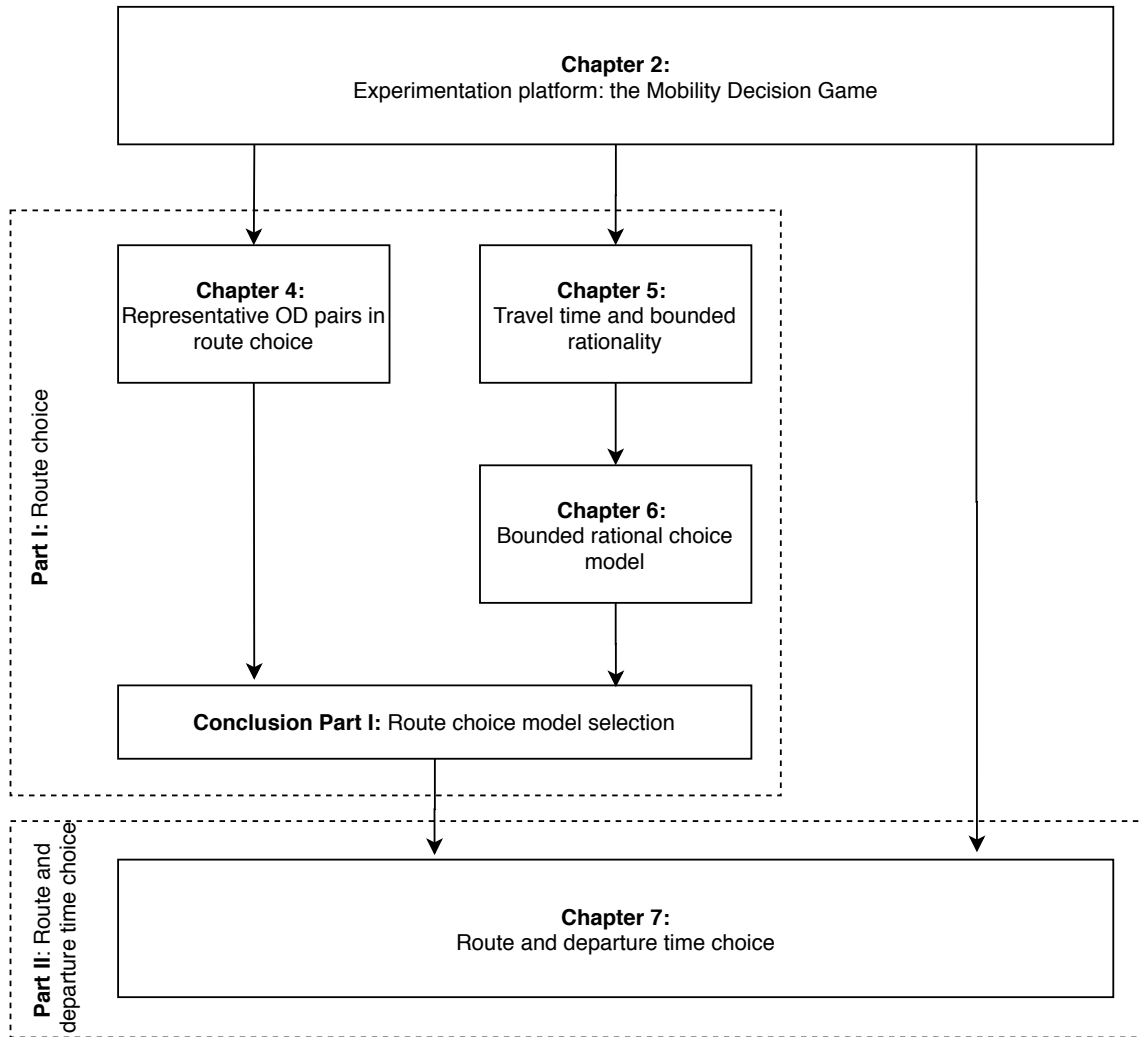 Chapter 2:
Experimentation platform: the Mobility Decision Game
Part I: Route choice
Chapter 4:
Representative OD pairs in
route choice
Chapter 5:
Travel time and bounded
rationality
Chapter 6:
Bounded rational choice
model
Conclusion Part I: Route choice model selection
Part II: Route and
departure time choice
Chapter 7:
Route and departure time choice